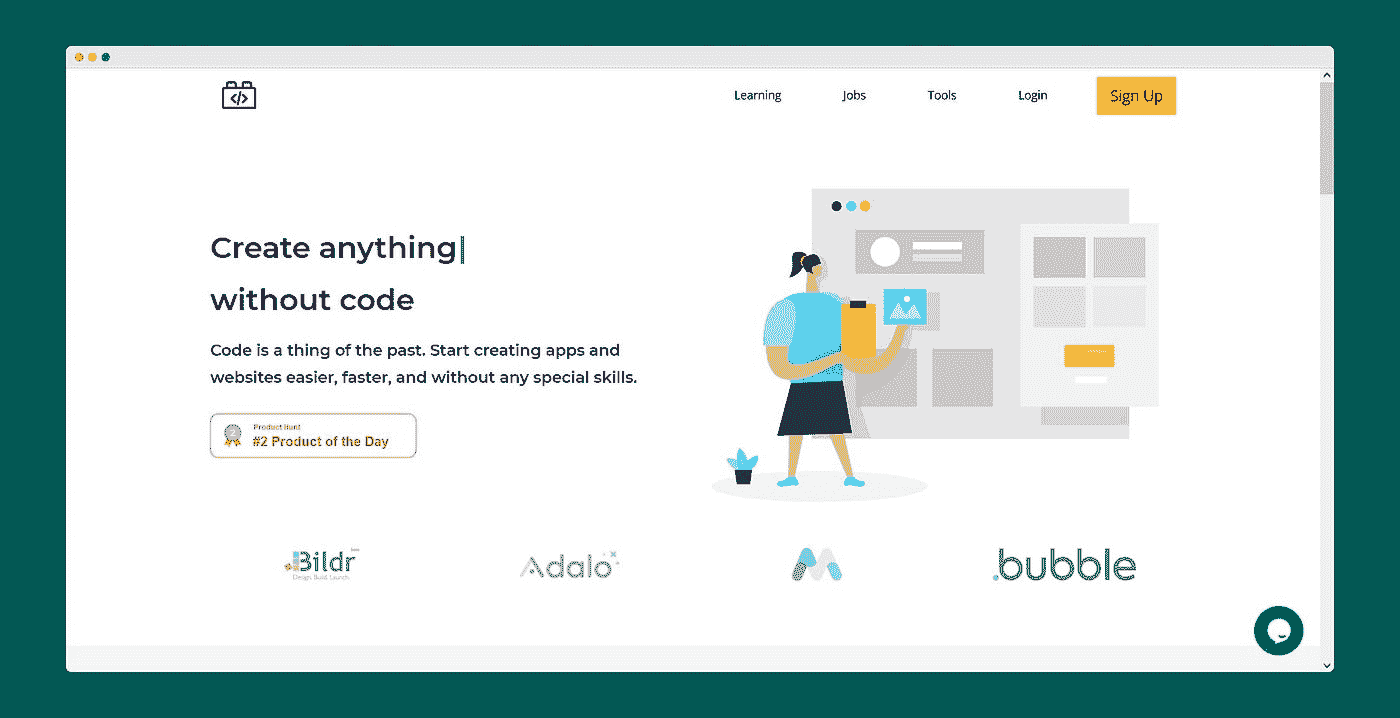 </>
Learning
Jobs
Tools
Login
Sign Up
Create anything
without code
Code is a thing of the past. Start creating apps and
websites easier, faster, and without any special skills.
2
Product Hunt
#2 Product of the Day
Bildr
Design. Build. Launch.
Adalo
.bubble